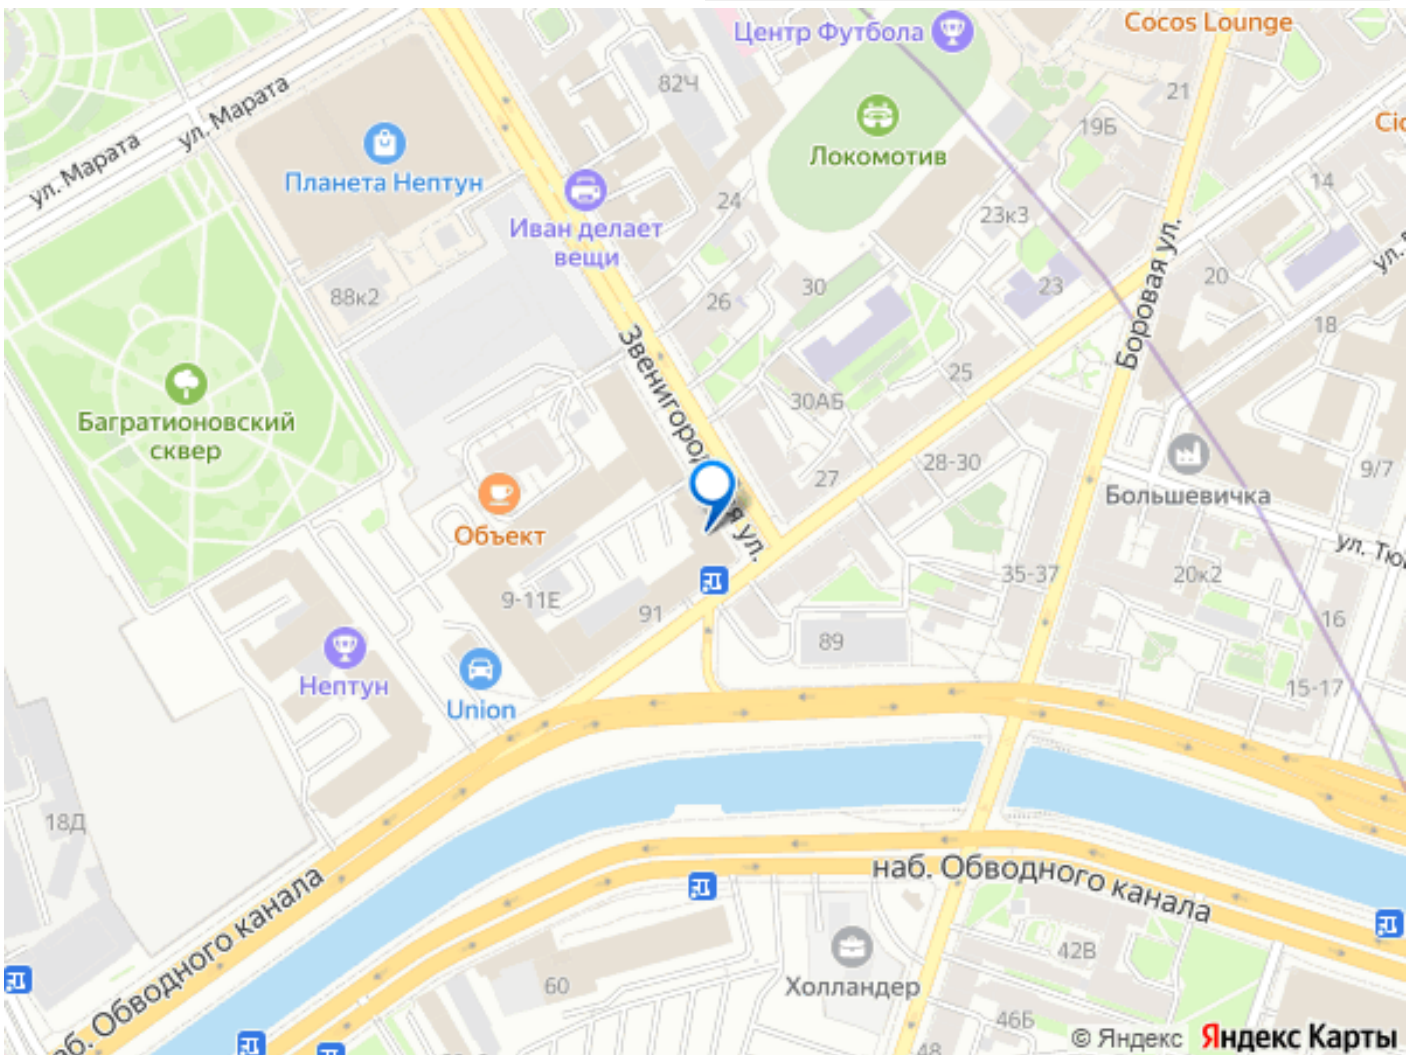 Cocos Lounge
Центр Футбола
82Ч
21
ул. Марата
ул. Марата
19Б
Локомотив
Планета Нептун
14
24
23к3
Иван делает
вещи
Боровая ул.
20
23
88к2
26
30
18
Звенигородская ул.
25
30АБ
Багратионовский
сквер
27
28-30
9/7
Большевичка
Объект
35-37
20к2
9-11Е
91
16
89
Нептун
15-17
Union
18Д
наб. Обводного канала
наб. Обводного канала
42В
60
Холландер
46Б
48
© Яндекс Яндекс Карты